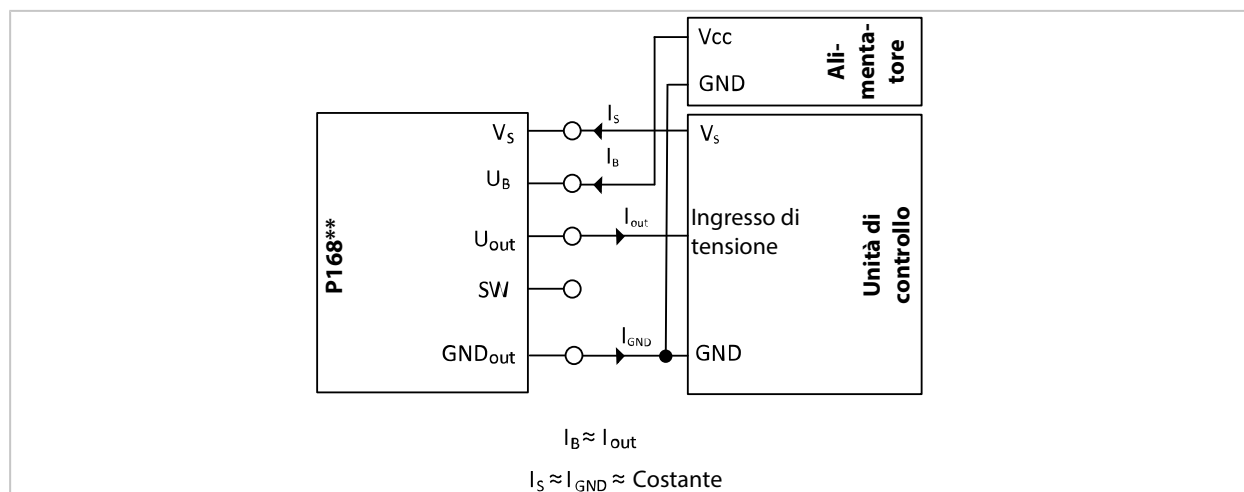 Vcc
GND
Ali-
menta-
tore
P168**
V_S
U_B
U_out
SW
GND_out
I_S
I_B
I_out
I_GND
V_s
Ingresso di
tensione
GND
Unità di
controllo
I_B ≈ I_out
I_S ≈ I_GND ≈ Costante